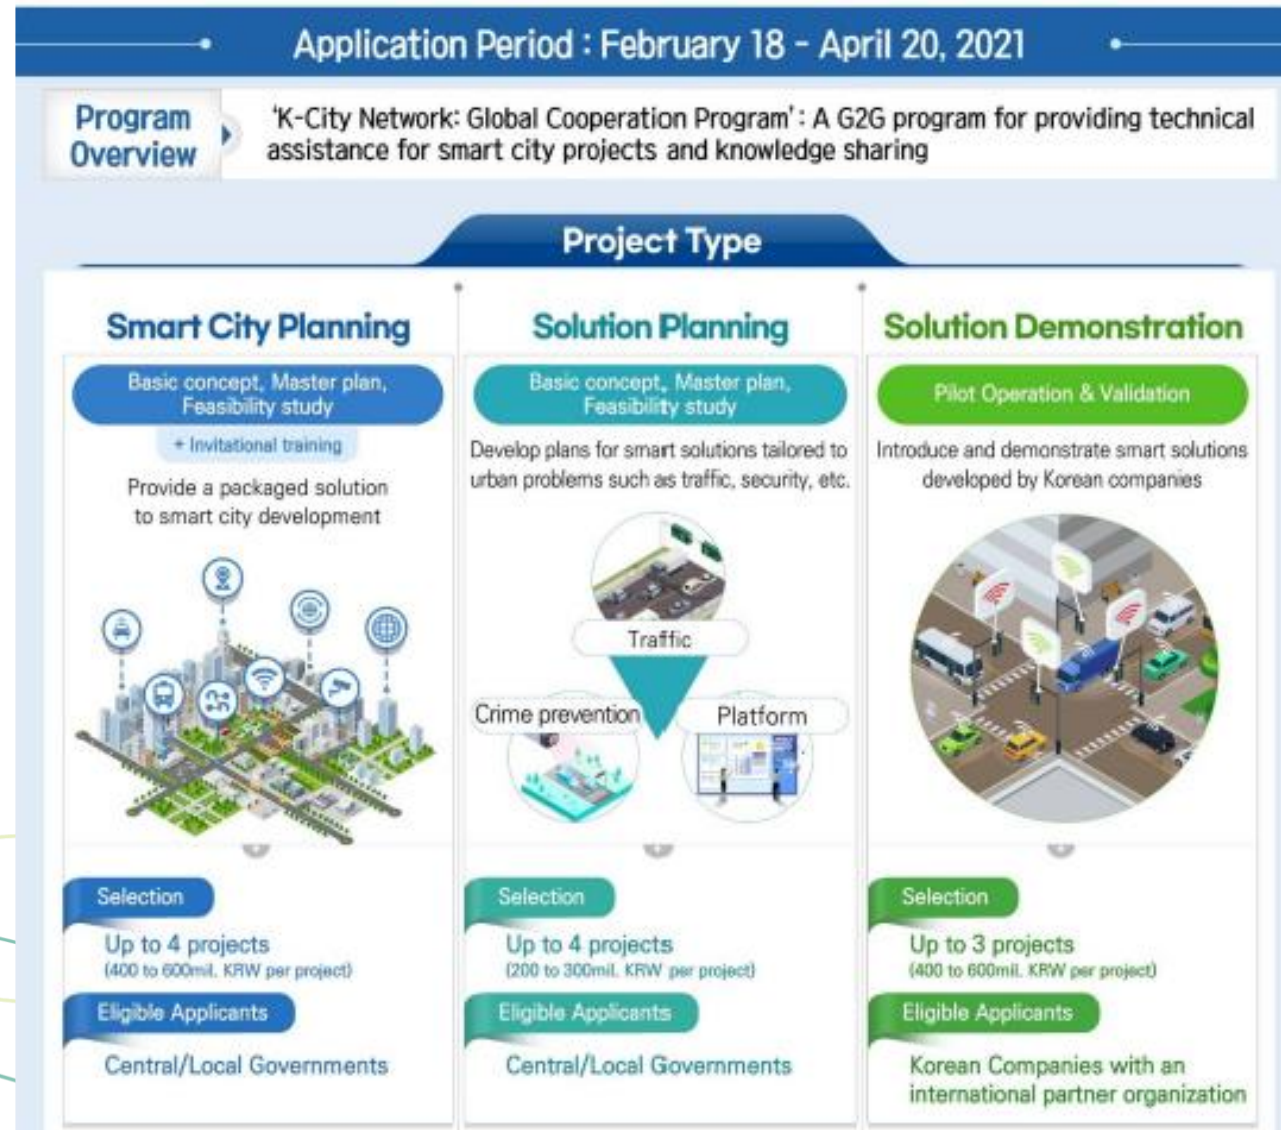 Application Period : February 18 - April 20, 2021
Program
Overview
'K-City Network: Global Cooperation Program' : A G2G program for providing technical
assistance for smart city projects and knowledge sharing
Project Type
Smart City Planning
Basic concept, Master plan,
Feasibility study
+ Invitational training
Provide a packaged solution
to smart city development
Selection
Up to 4 projects
(400 to 600mil. KRW per project)
Eligible Applicants
Central/Local Governments
Solution Planning
Basic concept, Master plan,
Feasibility study
Develop plans for smart solutions tailored to
urban problems such as traffic, security, etc.
Traffic
Crime prevention
Platform
Selection
Up to 4 projects
(200 to 300mil. KRW per project)
Eligible Applicants
Central/Local Governments
Solution Demonstration
Pilot Operation & Validation
Introduce and demonstrate smart solutions
developed by Korean companies
Selection
Up to 3 projects
(400 to 600mil. KRW per project)
Eligible Applicants
Korean Companies with an
international partner organization